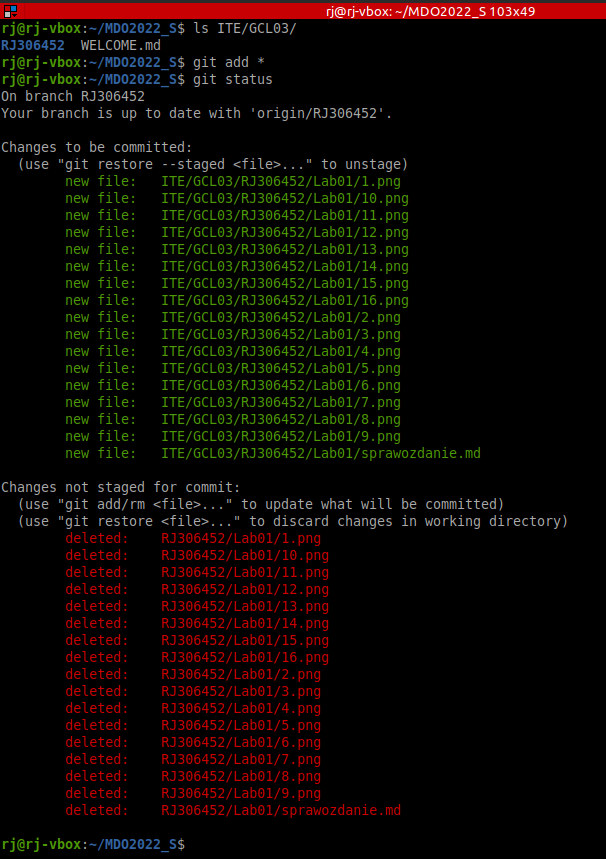 rj@rj-vbox: ~/MDO2022_S 103x49
rj@rj-vbox:~/MDO2022_S$ ls ITE/GCL03/
RJ306452  WELCOME.md
rj@rj-vbox:~/MDO2022_S$ git add *
rj@rj-vbox:~/MDO2022_S$ git status
On branch RJ306452
Your branch is up to date with 'origin/RJ306452'.

Changes to be committed:
  (use "git restore --staged <file>..." to unstage)
        new file:   ITE/GCL03/RJ306452/Lab01/1.png
        new file:   ITE/GCL03/RJ306452/Lab01/10.png
        new file:   ITE/GCL03/RJ306452/Lab01/11.png
        new file:   ITE/GCL03/RJ306452/Lab01/12.png
        new file:   ITE/GCL03/RJ306452/Lab01/13.png
        new file:   ITE/GCL03/RJ306452/Lab01/14.png
        new file:   ITE/GCL03/RJ306452/Lab01/15.png
        new file:   ITE/GCL03/RJ306452/Lab01/16.png
        new file:   ITE/GCL03/RJ306452/Lab01/2.png
        new file:   ITE/GCL03/RJ306452/Lab01/3.png
        new file:   ITE/GCL03/RJ306452/Lab01/4.png
        new file:   ITE/GCL03/RJ306452/Lab01/5.png
        new file:   ITE/GCL03/RJ306452/Lab01/6.png
        new file:   ITE/GCL03/RJ306452/Lab01/7.png
        new file:   ITE/GCL03/RJ306452/Lab01/8.png
        new file:   ITE/GCL03/RJ306452/Lab01/9.png
        new file:   ITE/GCL03/RJ306452/Lab01/sprawozdanie.md

Changes not staged for commit:
  (use "git add/rm <file>..." to update what will be committed)
  (use "git restore <file>..." to discard changes in working directory)
        deleted:    RJ306452/Lab01/1.png
        deleted:    RJ306452/Lab01/10.png
        deleted:    RJ306452/Lab01/11.png
        deleted:    RJ306452/Lab01/12.png
        deleted:    RJ306452/Lab01/13.png
        deleted:    RJ306452/Lab01/14.png
        deleted:    RJ306452/Lab01/15.png
        deleted:    RJ306452/Lab01/16.png
        deleted:    RJ306452/Lab01/2.png
        deleted:    RJ306452/Lab01/3.png
        deleted:    RJ306452/Lab01/4.png
        deleted:    RJ306452/Lab01/5.png
        deleted:    RJ306452/Lab01/6.png
        deleted:    RJ306452/Lab01/7.png
        deleted:    RJ306452/Lab01/8.png
        deleted:    RJ306452/Lab01/9.png
        deleted:    RJ306452/Lab01/sprawozdanie.md

rj@rj-vbox:~/MDO2022_S$